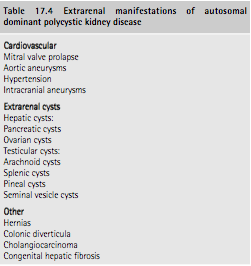 Table 17.4 Extrarenal manifestations of autosomal
dominant polycystic kidney disease
Cardiovascular
Mitral valve prolapse
Aortic aneurysms
Hypertension
Intracranial aneurysms
Extrarenal cysts
Hepatic cysts:
Pancreatic cysts
Ovarian cysts
Testicular cysts:
Arachnoid cysts
Splenic cysts
Pineal cysts
Seminal vesicle cysts
Other
Hernias
Colonic diverticula
Cholangiocarcinoma
Congenital hepatic fibrosis